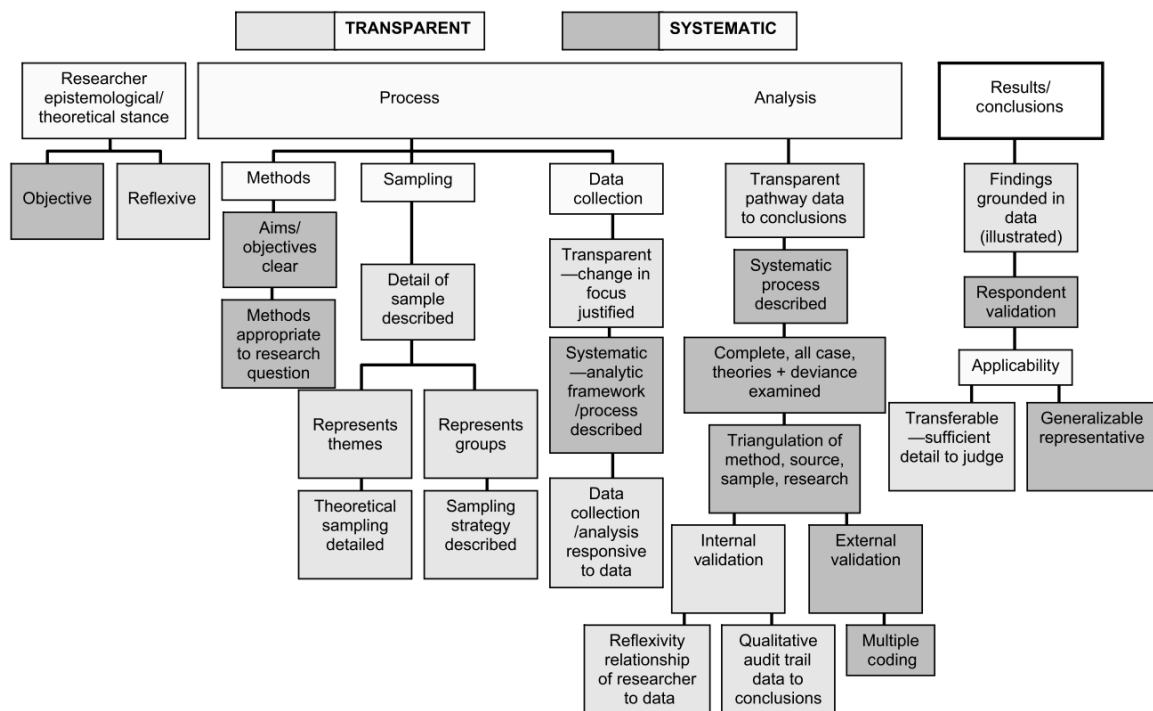 TRANSPARENT
SYSTEMATIC
Researcher
epistemological/
theoretical stance
Process
Analysis
Results/
conclusions
Objective
Reflexive
Methods
Sampling
Data
collection
Transparent
pathway data
to conclusions
Findings
grounded in
data
(illustrated)
Aims/
objectives
clear
Detail of
sample
described
Transparent
—change in
focus
justified
Systematic
process
described
Respondent
validation
Methods
appropriate
to research
question
Systematic
—analytic
framework
/process
described
Complete, all case,
theories + deviance
examined
Applicability
Represents
themes
Represents
groups
Transferable
—sufficient
detail to judge
Generalizable
representative
Triangulation of
method, source,
sample, research
Theoretical
sampling
detailed
Sampling
strategy
described
Data
collection
/analysis
responsive
to data
Internal
validation
External
validation
Reflexivity
relationship
of researcher
to data
Qualitative
audit trail
data to
conclusions
Multiple
coding